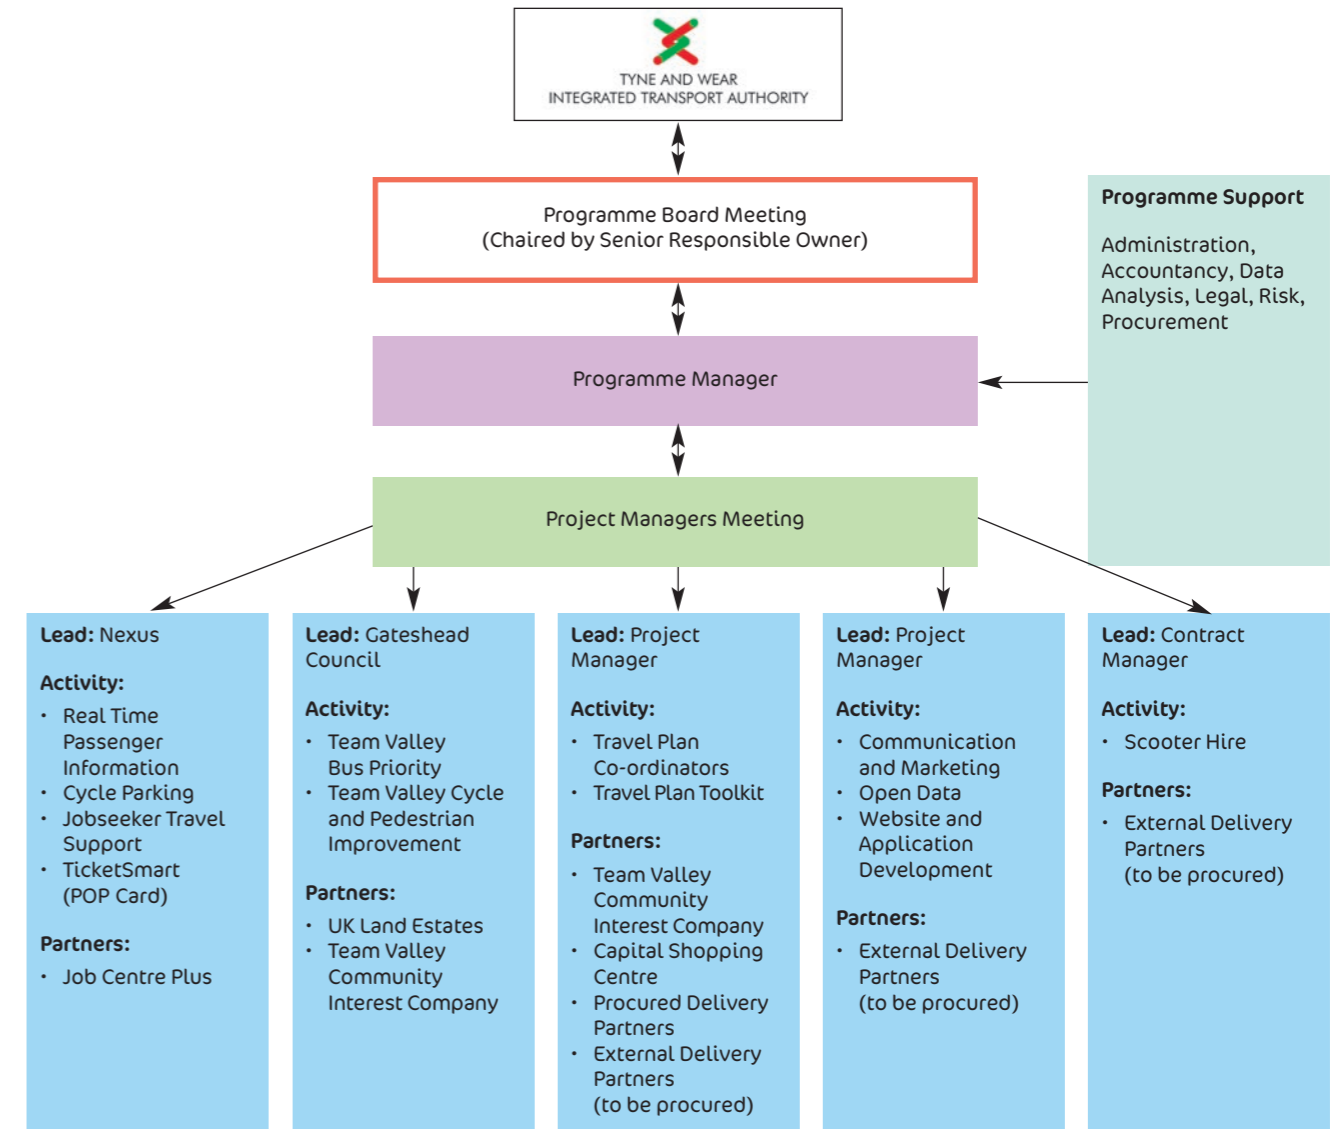 TYNE AND WEAR
INTEGRATED TRANSPORT AUTHORITY
Programme Board Meeting
(Chaired by Senior Responsible Owner)
Programme Support
Administration,
Accountancy, Data
Analysis, Legal, Risk,
Procurement
Programme Manager
Project Managers Meeting
Lead: Nexus
Activity:
• Real Time
Passenger
Information
• Cycle Parking
• Jobseeker Travel
Support
• TicketSmart
(POP Card)
Partners:
• Job Centre Plus
Lead: Gateshead
Council
Activity:
• Team Valley
Bus Priority
• Team Valley Cycle
and Pedestrian
Improvement
Partners:
• UK Land Estates
• Team Valley
Community
Interest Company
Lead: Project
Manager
Activity:
• Travel Plan
Co-ordinators
• Travel Plan Toolkit
Partners:
• Team Valley
Community
Interest Company
• Capital Shopping
Centre
• Procured Delivery
Partners
• External Delivery
Partners
(to be procured)
Lead: Project
Manager
Activity:
• Communication
and Marketing
• Open Data
• Website and
Application
Development
Partners:
• External Delivery
Partners
(to be procured)
Lead: Contract
Manager
Activity:
• Scooter Hire
Partners:
• External Delivery
Partners
(to be procured)